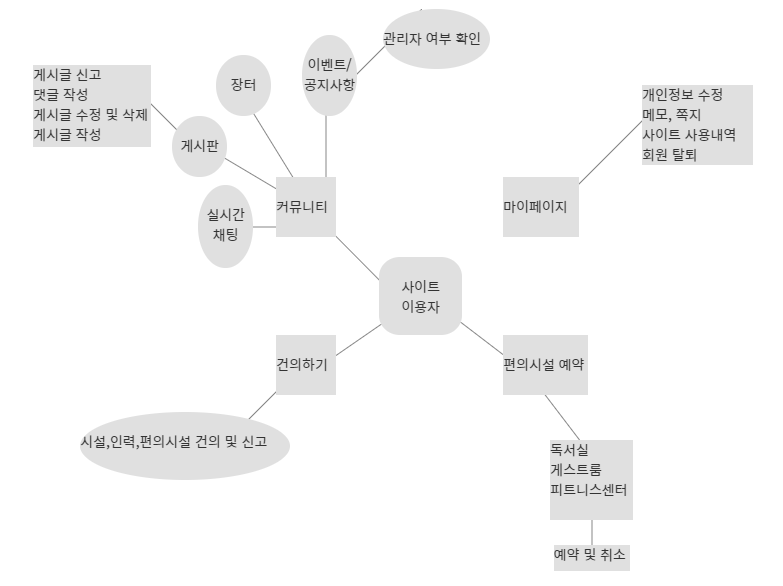 관리자 여부 확인
이벤트/
공지사항
장터
게시글 신고
댓글 작성
게시글 수정 및 삭제
게시글 작성
게시판
개인정보 수정
메모, 쪽지
사이트 사용내역
회원 탈퇴
실시간
채팅
커뮤니티
마이페이지
사이트
이용자
건의하기
편의시설 예약
시설,인력,편의시설 건의 및 신고
독서실
게스트룸
피트니스센터
예약 및 취소